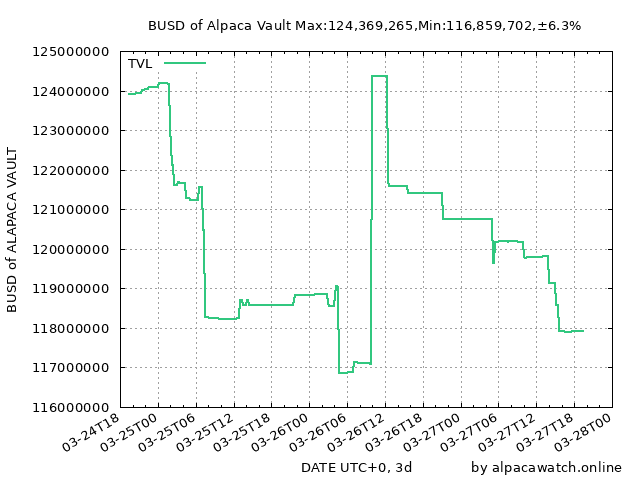 BUSD of Alpaca Vault Max:124,369,265,Min:116,859,702,±6.3%
TVL
BUSD of ALAPACA VAULT
125000000
124000000
123000000
122000000
121000000
120000000
119000000
118000000
117000000
116000000
03-24T18
03-25T00
03-25T06
03-25T12
03-25T18
03-26T00
03-26T06
03-26T12
03-26T18
03-27T00
03-27T06
03-27T12
03-27T18
03-28T00
DATE UTC+0, 3d
by alpacawatch.online